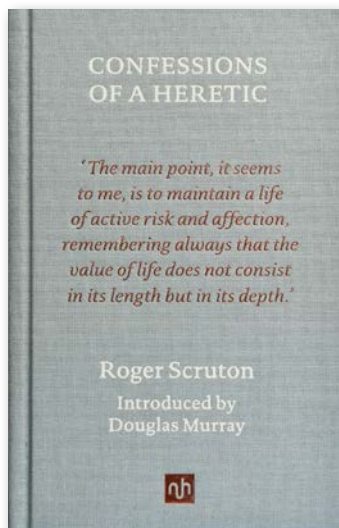 CONFESSIONS
OF A HERETIC
‘The main point, it seems
to me, is to maintain a life
of active risk and affection,
remembering always that the
value of life does not consist
in its length but in its depth.’
Roger Scruton
Introduced by
Douglas Murray
nh